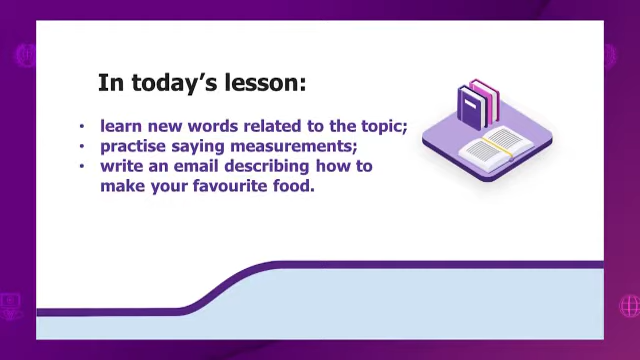 In today's lesson:
• learn new words related to the topic;
• practise saying measurements;
• write an email describing how to
make your favourite food.